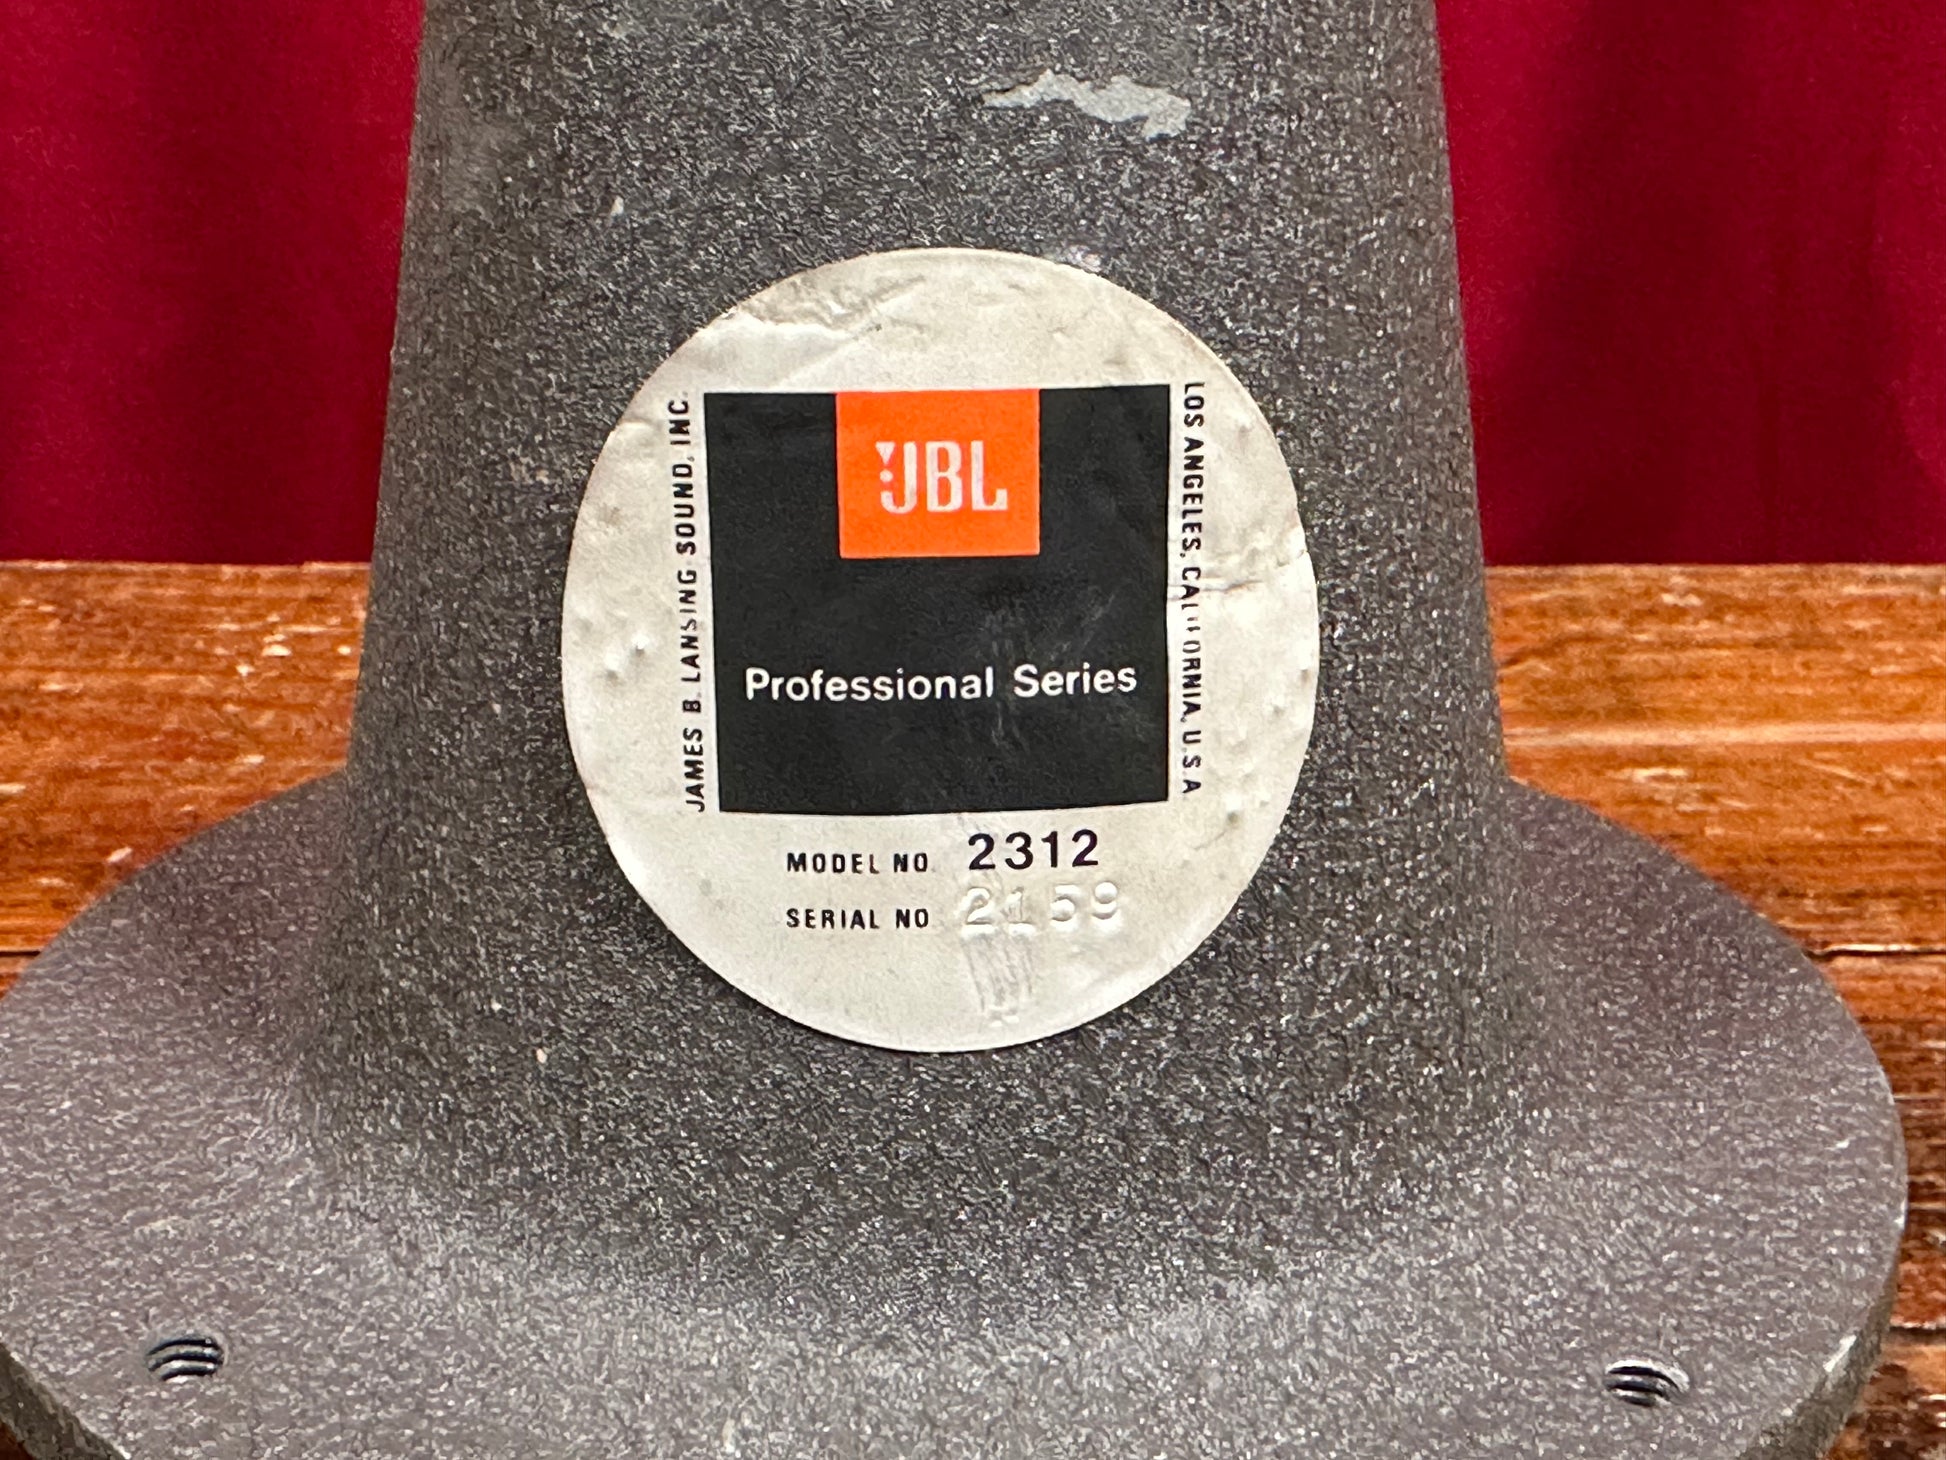 JBL
Professional Series
JAMES B. LANSING SOUND, INC.
LOS ANGELES, CALIFORNIA, U.S.A.
MODEL NO. 2312
SERIAL NO 2159